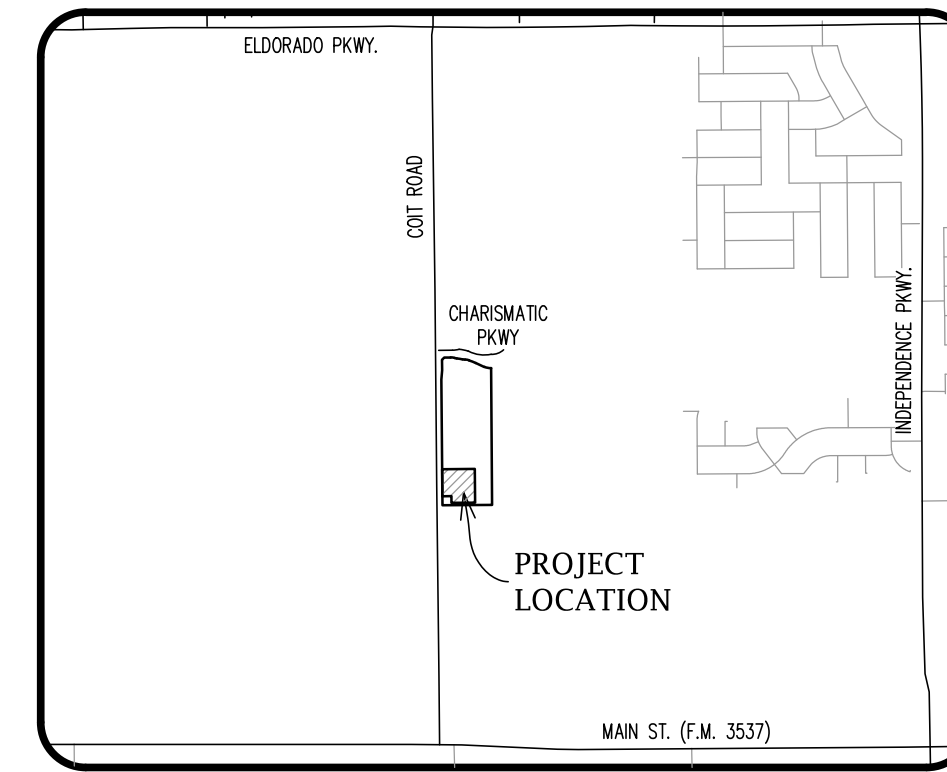 ELDORADO PKWY.
COIT ROAD
CHARISMATIC
PKWY
INDEPENDENCE PKWY.
PROJECT
LOCATION
MAIN ST. (F.M. 3537)